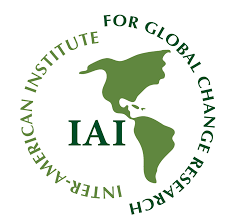 INTER-AMERICAN INSTITUTE
FOR GLOBAL CHANGE RESEARCH
IAI